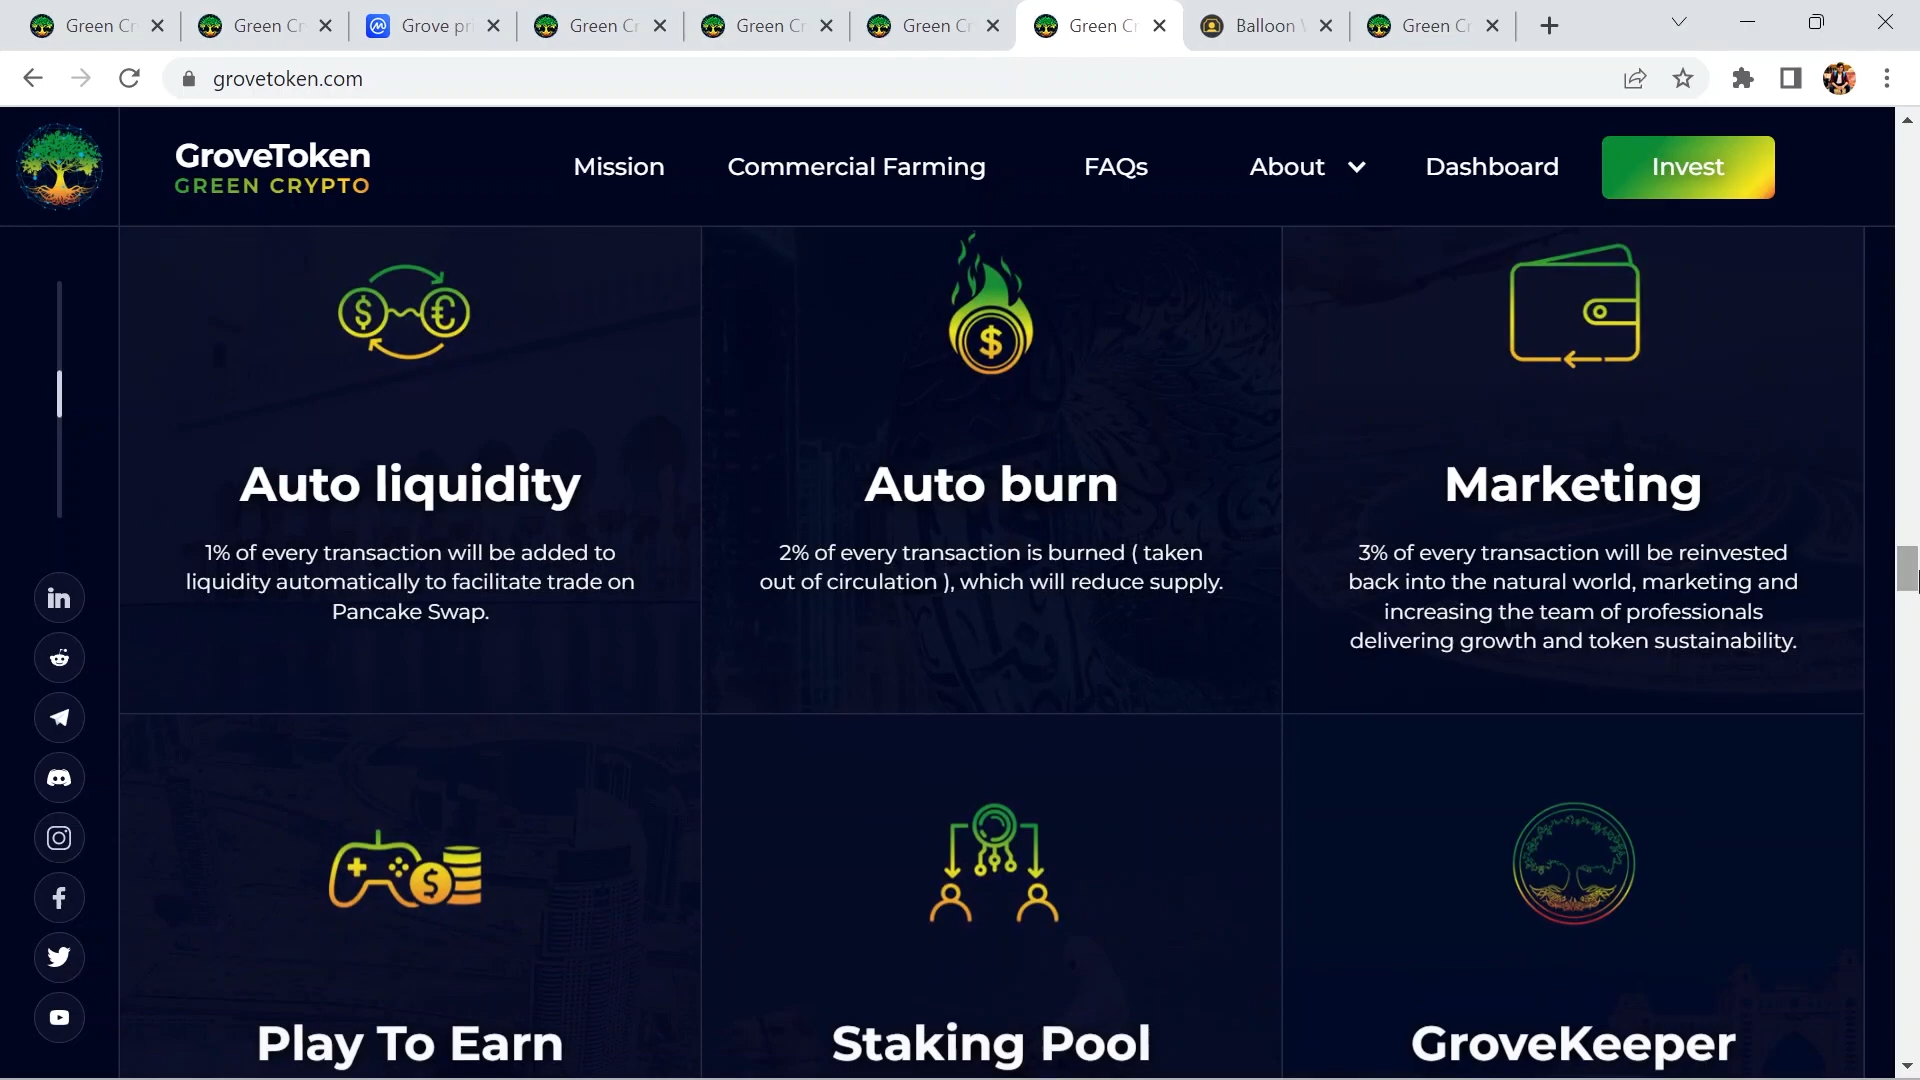 Green Cr
Green Cr
Grove pri
Green Cr
Green Cr
Green Cr
Green Cr
Balloon
Green Cr
grovetoken.com
GroveToken
GREEN CRYPTO
Mission
Commercial Farming
FAQs
About
Dashboard
Invest
Auto liquidity
1% of every transaction will be added to
liquidity automatically to facilitate trade on
Pancake Swap.
Auto burn
2% of every transaction is burned ( taken
out of circulation ), which will reduce supply.
Marketing
3% of every transaction will be reinvested
back into the natural world, marketing and
increasing the team of professionals
delivering growth and token sustainability.
Play To Earn
Staking Pool
GroveKeeper